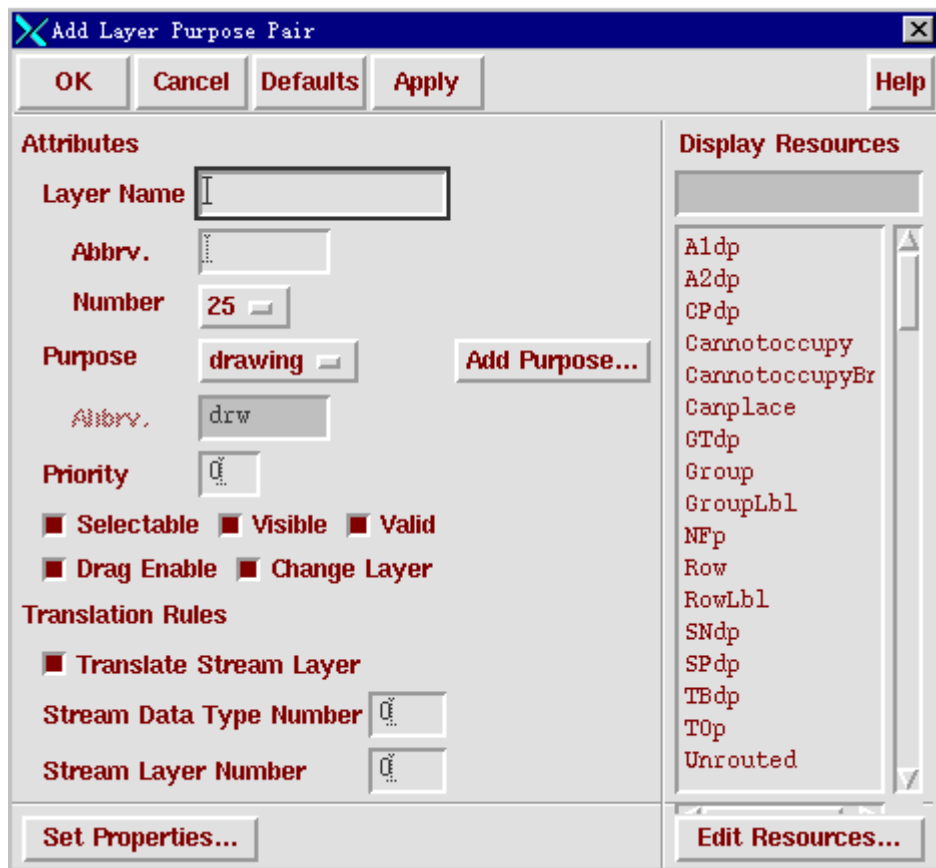 Add Layer Purpose Pair
OK Cancel Defaults Apply Help
Attributes
Layer Name
Abbrv.
Number 25
Purpose drawing Add Purpose...
Abbrv. drw
Priority 0
Selectable Visible Valid
Drag Enable Change Layer
Translation Rules
Translate Stream Layer
Stream Data Type Number 0
Stream Layer Number 0
Set Properties...
Display Resources
A1dp
A2dp
CPdp
Cannotoccupy
CannotoccupyBr
Canplace
GTdp
Group
GroupLbl
NFp
Row
RowLbl
SNdp
SPdp
TBdp
TOp
Unrouted
Edit Resources...